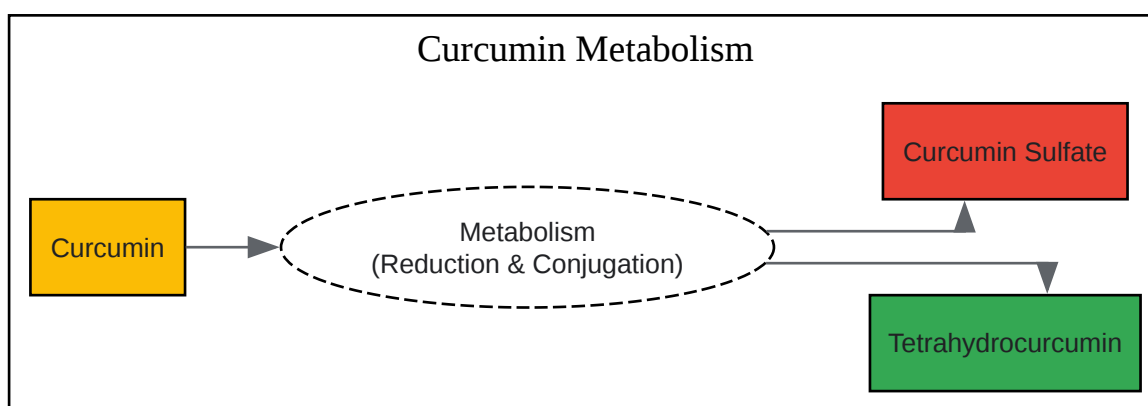 Curcumin Metabolism
Curcumin Sulfate
Curcumin
Metabolism
(Reduction & Conjugation)
Tetrahydrocurcumin